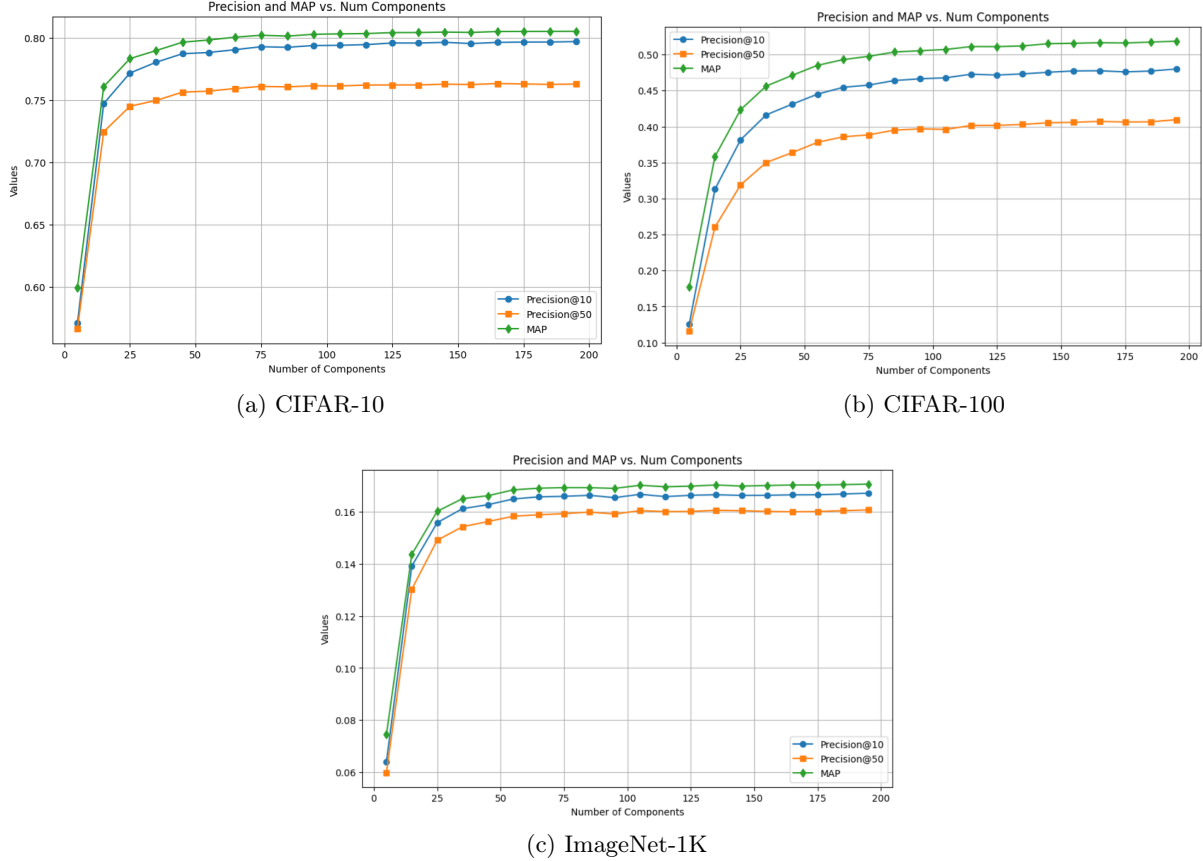 Precision and MAP vs. Num Components
Values
0.80
0.75
0.70
0.65
0.60
Precision@10
Precision@50
MAP
0 25 50 75 100 125 150 175 200
Number of Components
(a) CIFAR-10
Precision and MAP vs. Num Components
Values
0.50
0.45
0.40
0.35
0.30
0.25
0.20
0.15
0.10
Precision@10
Precision@50
MAP
0 25 50 75 100 125 150 175 200
Number of Components
(b) CIFAR-100
Precision and MAP vs. Num Components
Values
0.16
0.14
0.12
0.10
0.08
0.06
Precision@10
Precision@50
MAP
0 25 50 75 100 125 150 175 200
Number of Components
(c) ImageNet-1K